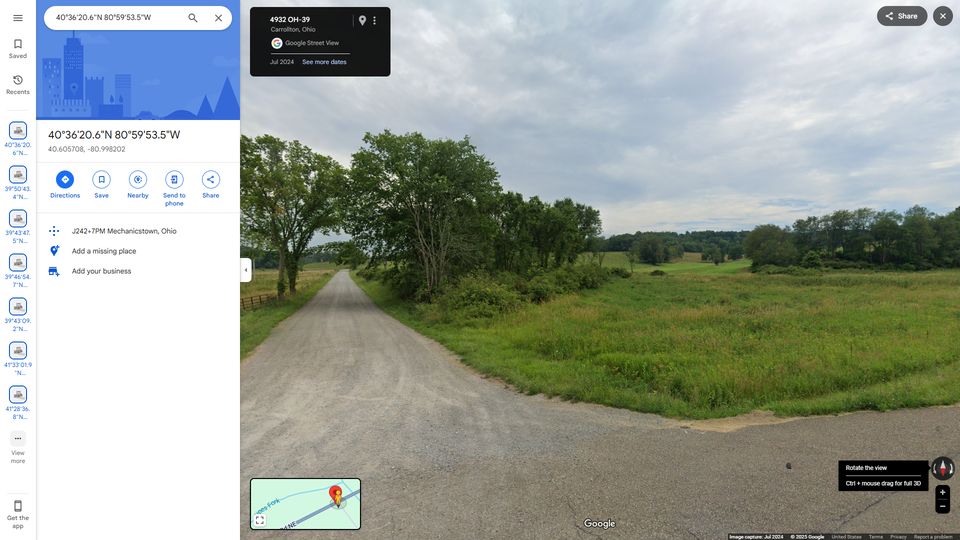 40°36'20.6"N 80°59'53.5"W
Saved
Recents
40°36'20.
6"N...
39°50'43.
4"N...
39°43'47.
5"N...
39°46'54.
7"N...
39°43'09.
2"N...
41°33'01.9
"N...
41°28'36.
8"N...
View
more
Get the
app
40°36'20.6"N 80°59'53.5"W
40.605708, -80.998202
Directions
Save
Nearby
Send to
phone
Share
J242+7PM Mechanicstown, Ohio
Add a missing place
Add your business
4932 OH-39
Carrollton, Ohio
Google Street View
Jul 2024 See more dates
Share
Fork
NE
Rotate the view
Ctrl + mouse drag for full 3D
Google
Image capture: Jul 2024 © 2025 Google United States Terms Privacy Report a problem